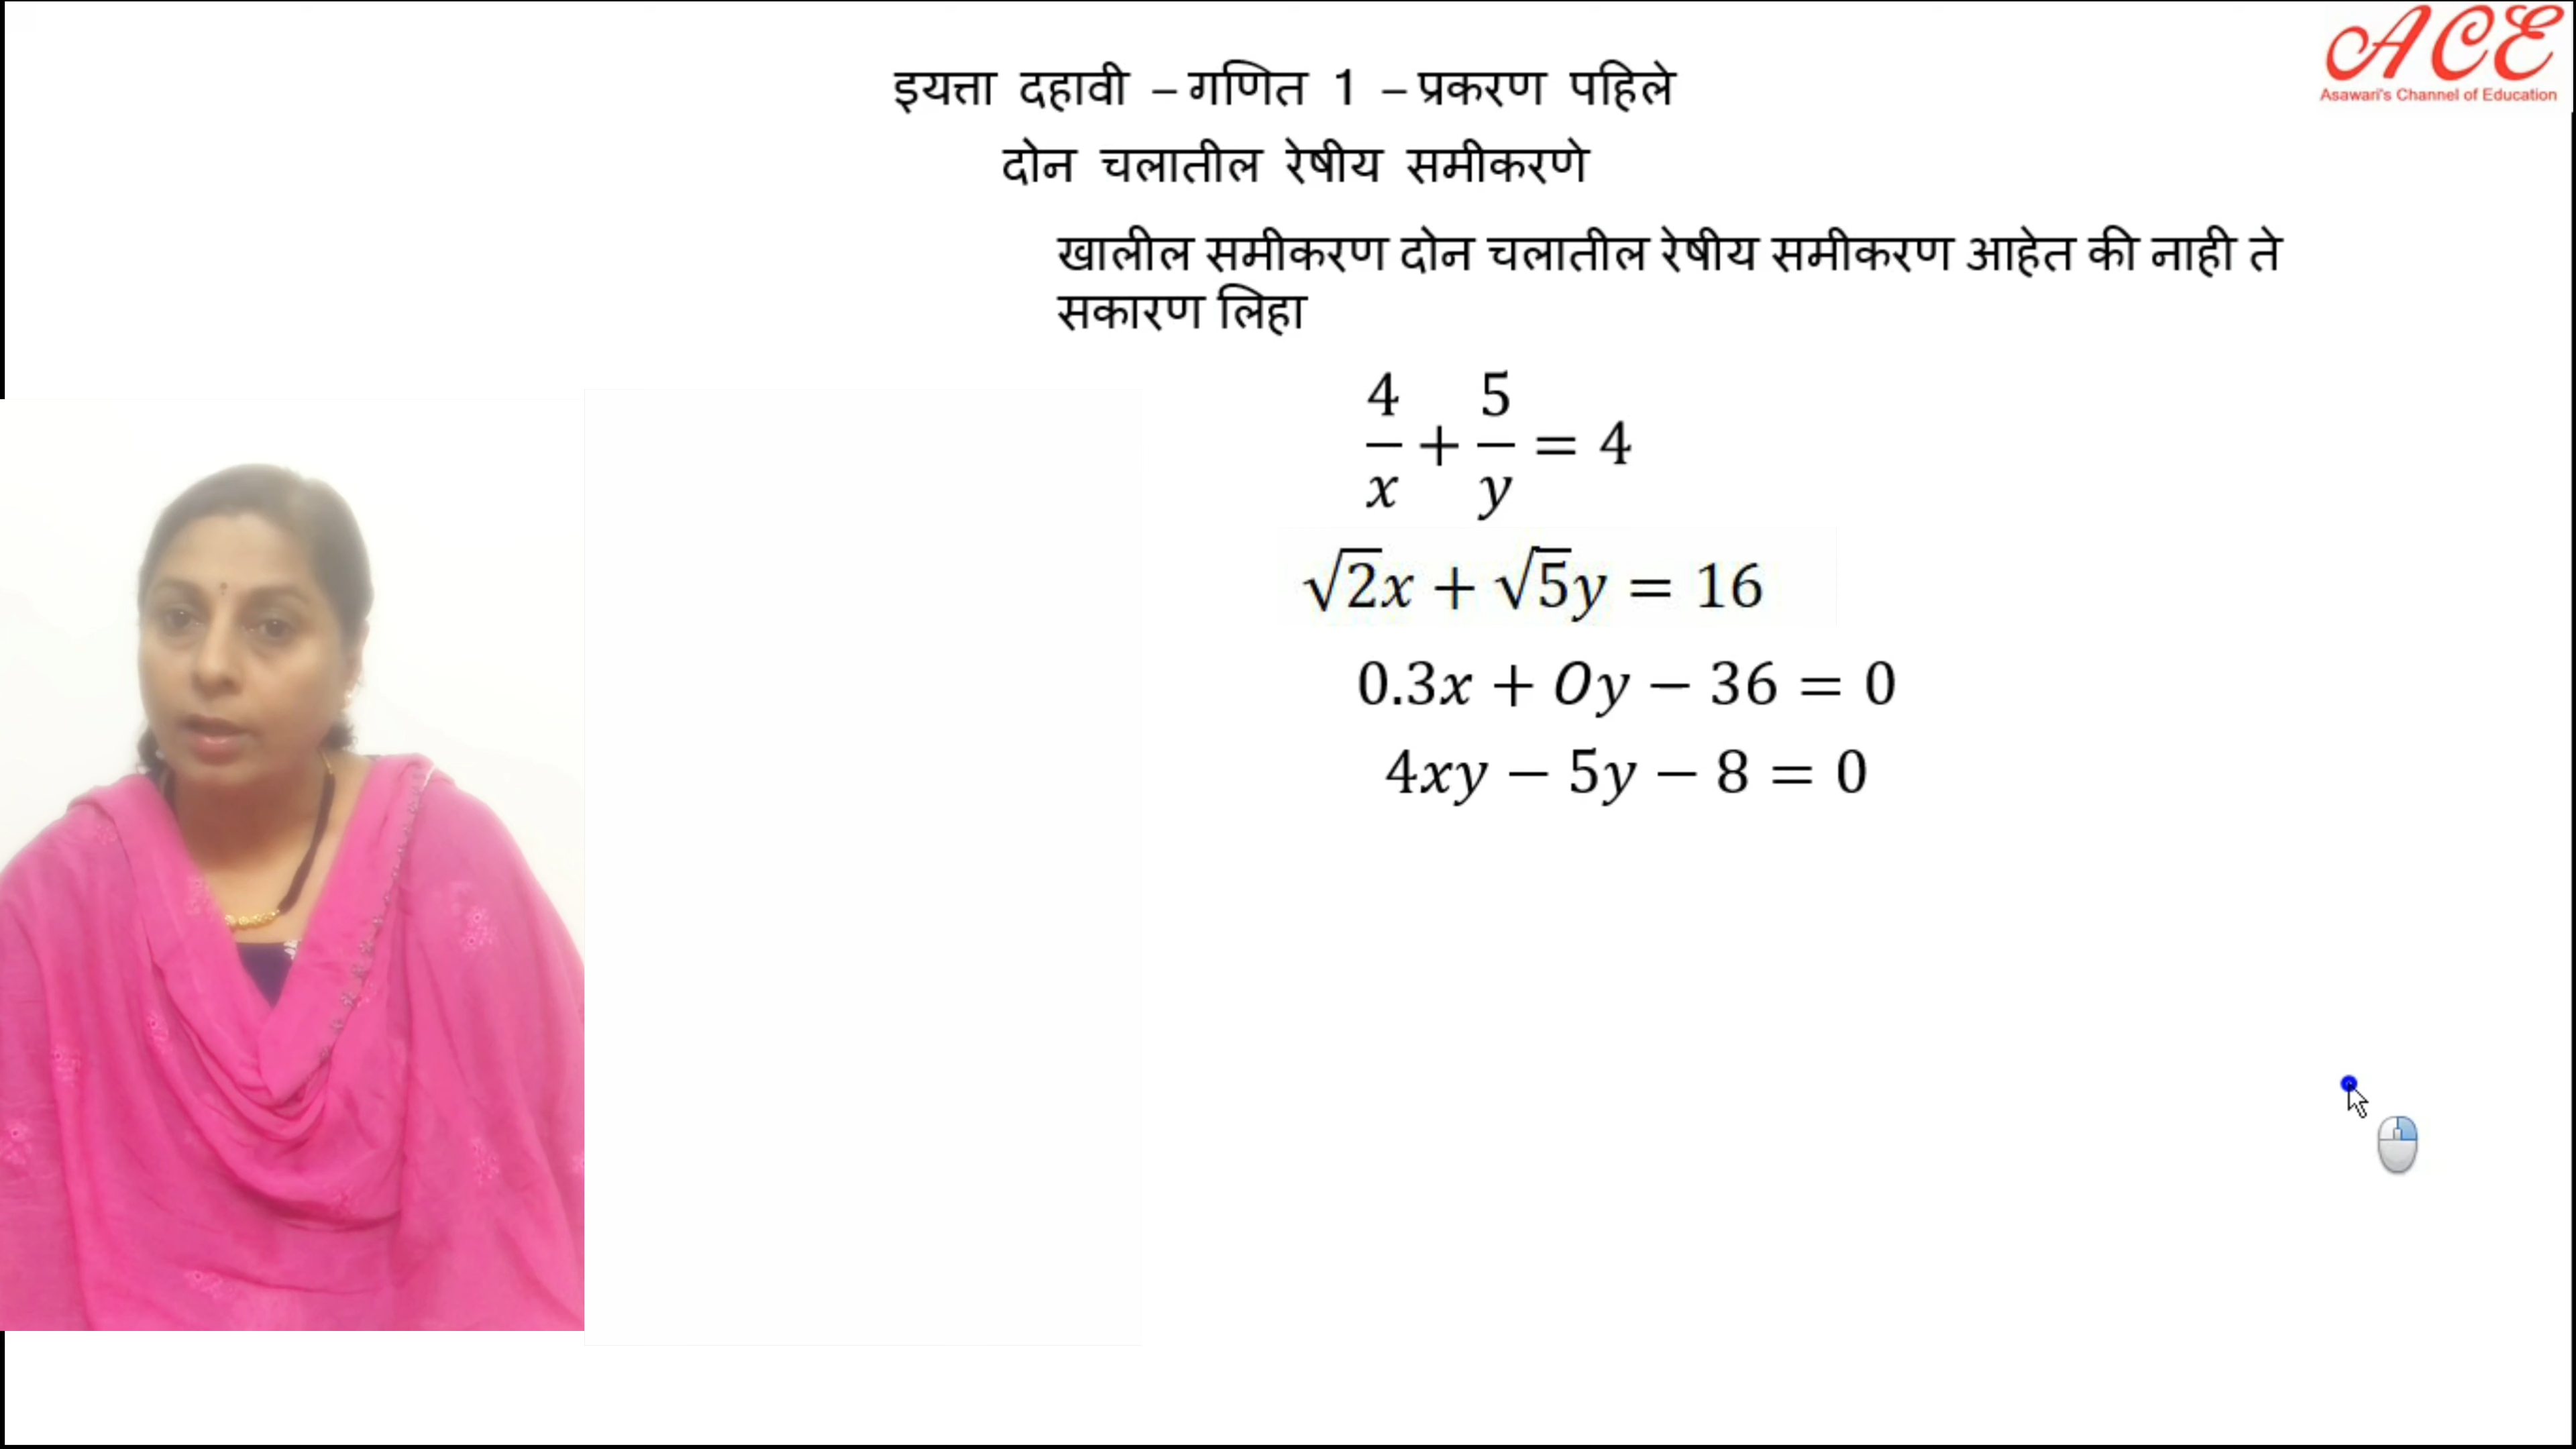 ACE
Asawari's Channel of Education
इयत्ता दहावी – गणित 1 – प्रकरण पहिले
दोन चलातील रेषीय समीकरणे
खालील समीकरण दोन चलातील रेषीय समीकरण आहेत की नाही ते
सकारण लिहा
4/x + 5/y = 4
√2x + √5y = 16
0.3x + 0y − 36 = 0
4xy − 5y − 8 = 0